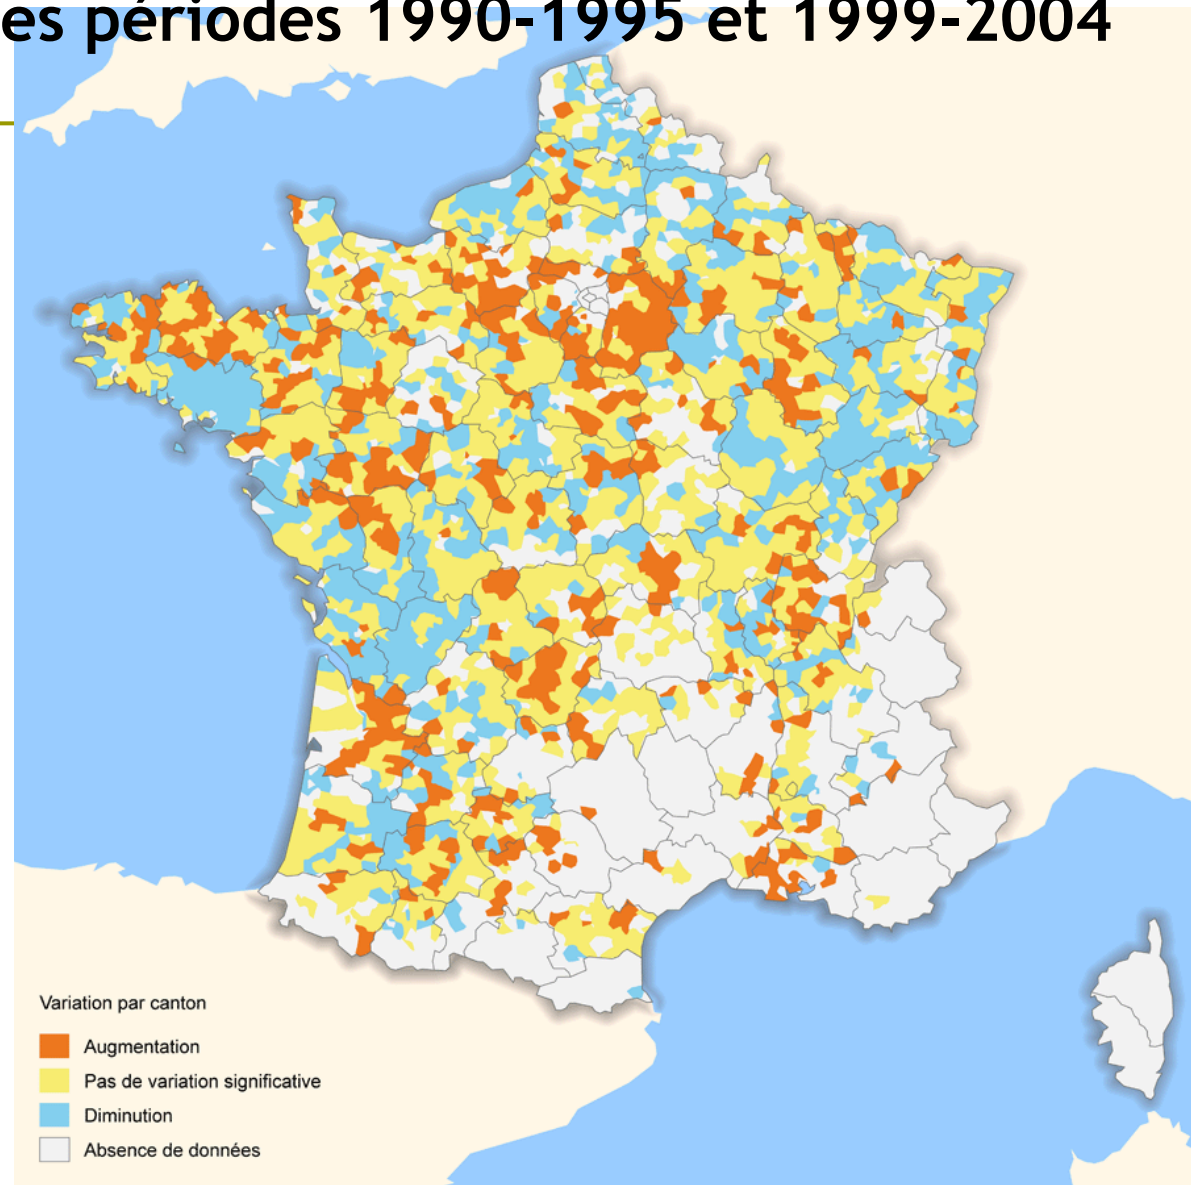 es périodes 1990-1995 et 1999-2004
Variation par canton
Augmentation
Pas de variation significative
Diminution
Absence de données